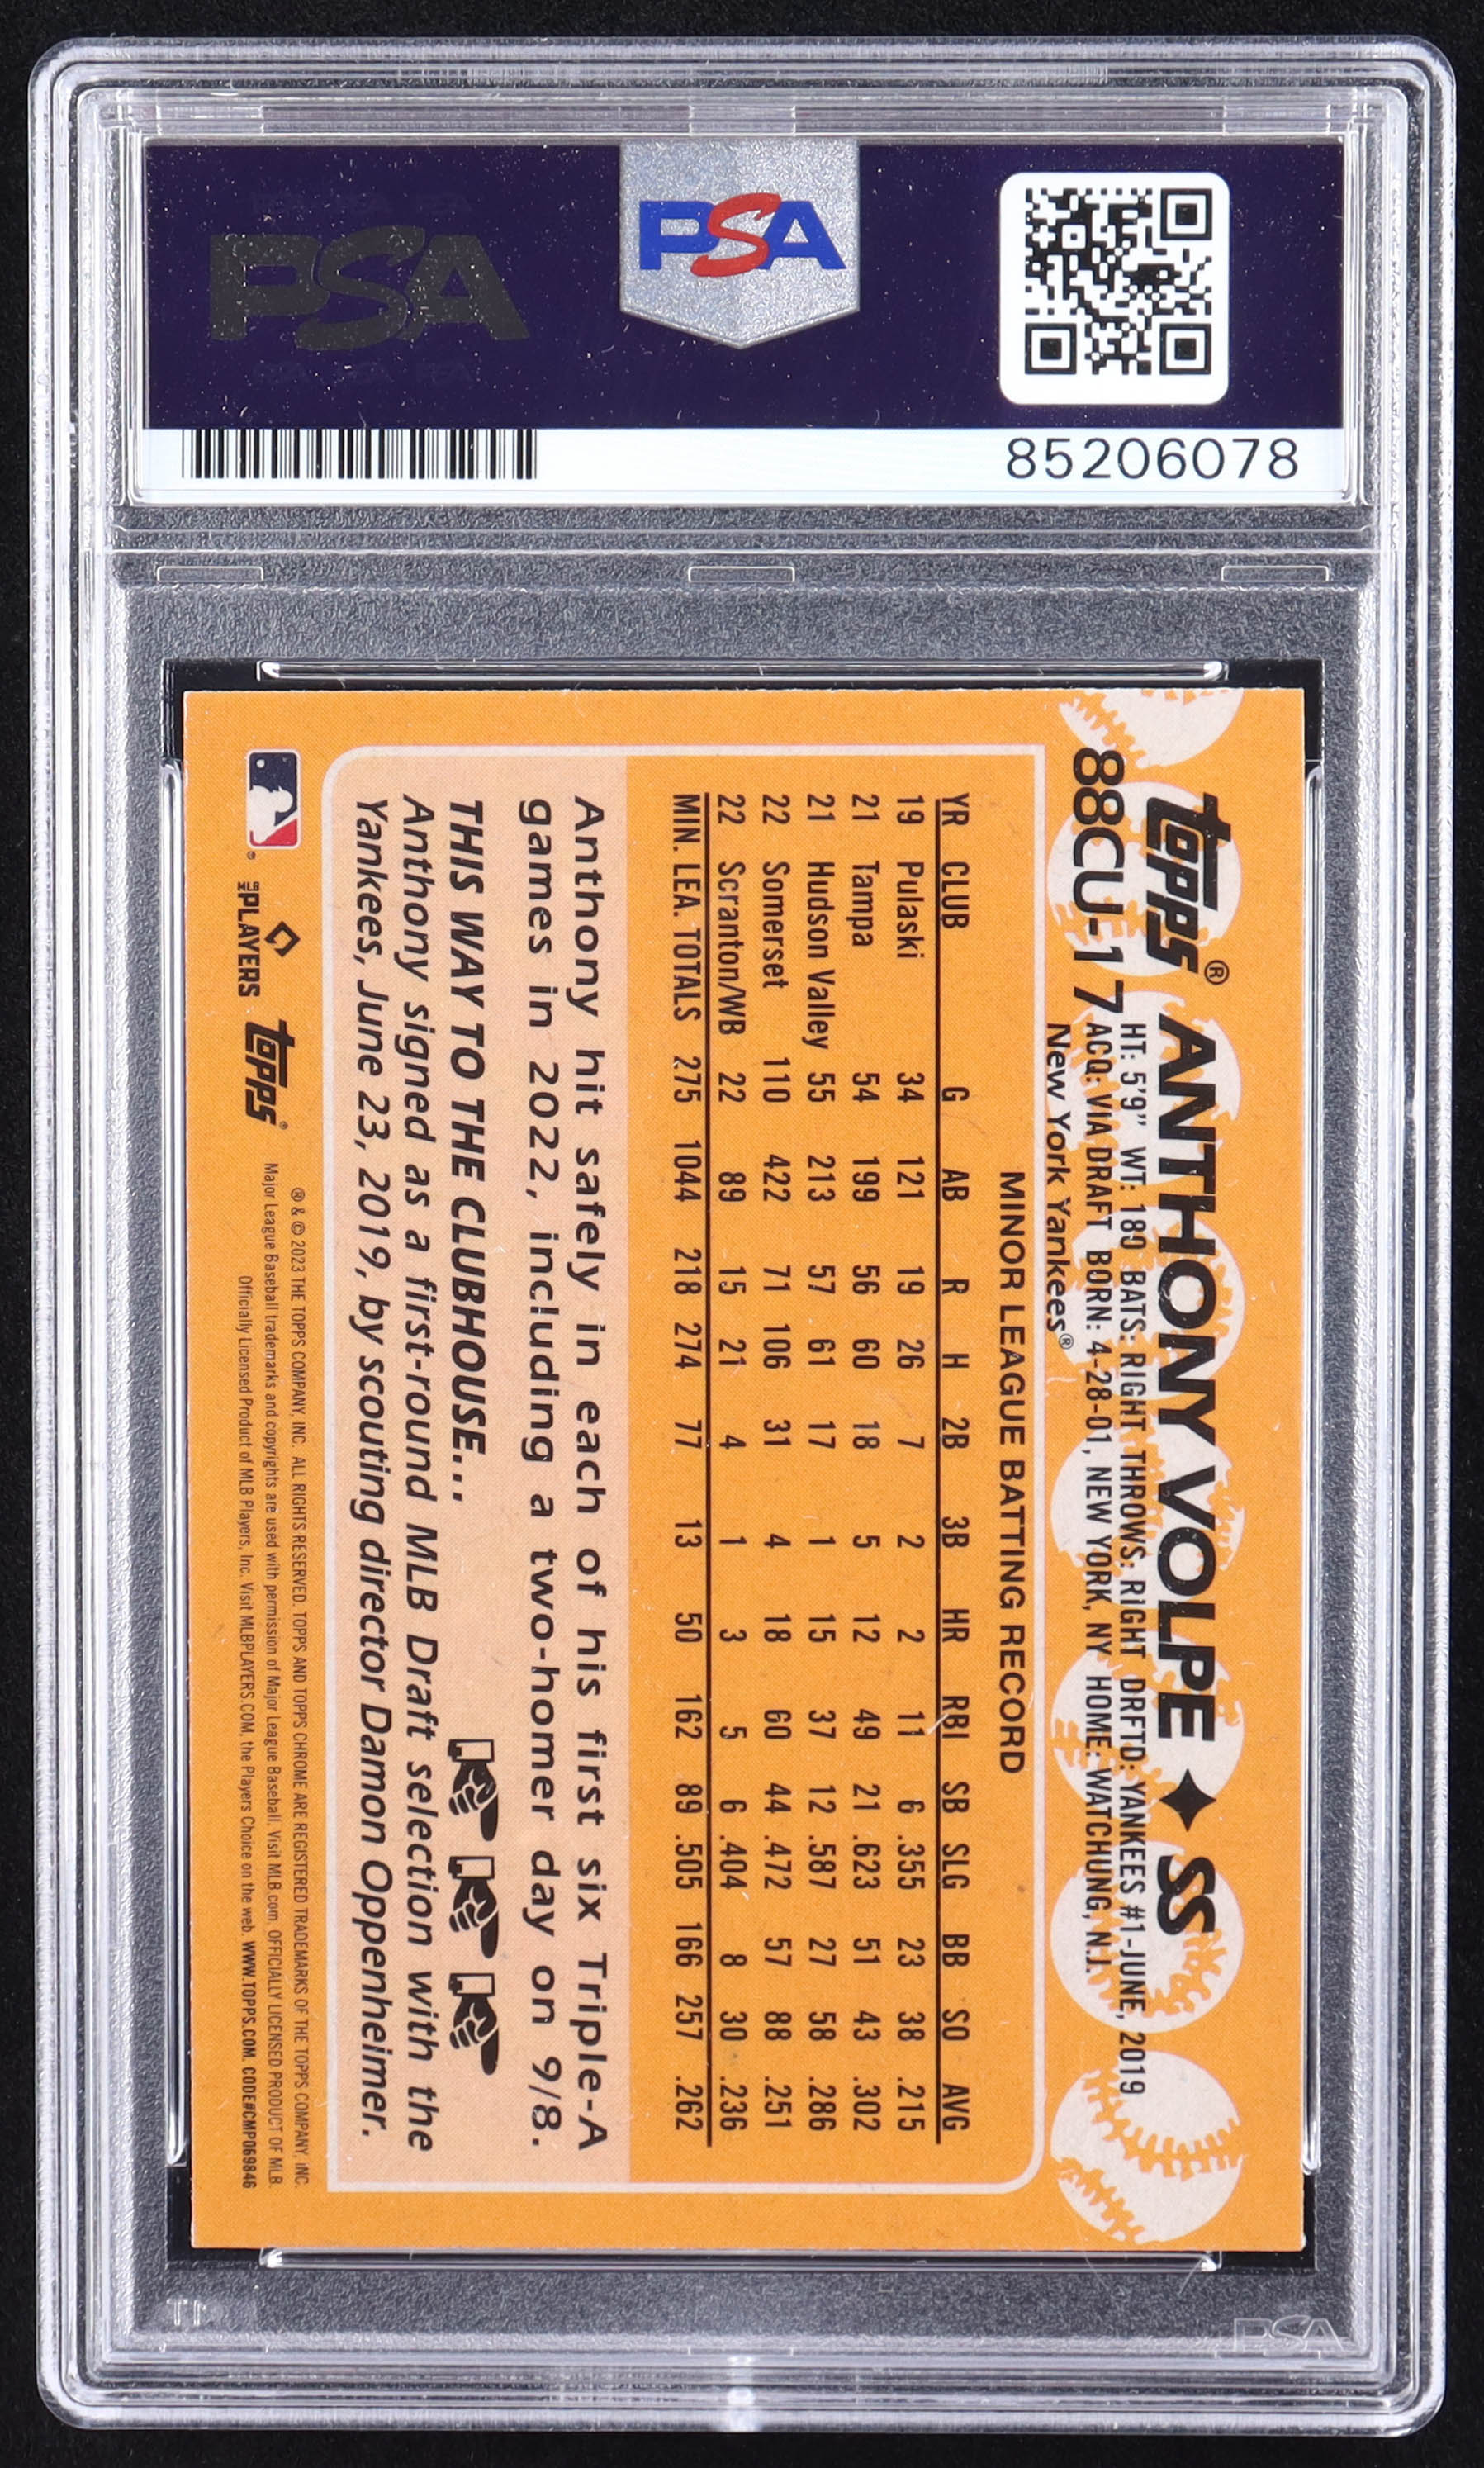 PSA
PSA
85206078
topps®
88CU-17
ANTHONY VOLPE ♦ SS
HT: 5'9" WT: 180 BATS: RIGHT THROWS: RIGHT DRFTD: YANKEES #1-JUNE, 2019
ACQ: VIA DRAFT BORN: 4-28-01, NEW YORK, NY HOME: WATCHUNG, N.J.
New York Yankees®
MINOR LEAGUE BATTING RECORD
YR CLUB G AB R H 2B 3B HR RBI SB SLG BB SO AVG
19 Pulaski 34 121 19 26 7 2 2 11 6 .355 23 38 .215
21 Tampa 54 199 56 60 18 5 12 49 21 .623 51 43 .302
21 Hudson Valley 55 213 57 61 17 1 15 37 12 .587 27 58 .286
22 Somerset 110 422 71 106 31 4 18 60 44 .472 57 88 .251
22 Scranton/WB 22 89 15 21 4 1 3 5 6 .404 8 30 .236
MIN. LEA. TOTALS 275 1044 218 274 77 13 50 162 89 .505 166 257 .262
Anthony hit safely in each of his first six Triple-A
games in 2022, including a two-homer day on 9/8.
THIS WAY TO THE CLUBHOUSE...
Anthony signed as a first-round MLB Draft selection with the
Yankees, June 23, 2019, by scouting director Damon Oppenheimer.
MLB PLAYERS
topps®
® & © 2023 THE TOPPS COMPANY, INC. ALL RIGHTS RESERVED. TOPPS AND TOPPS CHROME ARE REGISTERED TRADEMARKS OF THE TOPPS COMPANY, INC.
Major League Baseball trademarks and copyrights are used with permission of Major League Baseball. Visit MLB.com. OFFICIALLY LICENSED PRODUCT OF MLB
Officially Licensed Product of MLB Players, Inc. Visit MLBPLAYERS.COM, the Players Choice on the web. WWW.TOPPS.COM. CODE#CMP069846
PSA